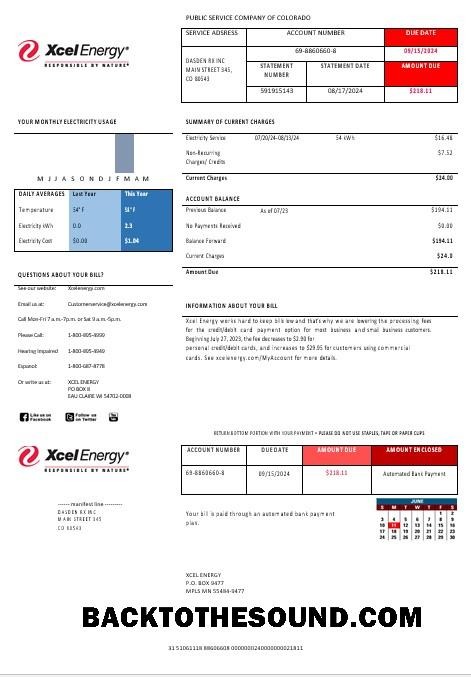 PUBLIC SERVICE COMPANY OF COLORADO
Xcel Energy®
RESPONSIBLE BY NATURE®
SERVICE ADSRESS
ACCOUNT NUMBER
DUE DATE
69-8860660-8
09/15/2024
DASDEN RX INC
MAIN STREET 345,
CO 80543
STATEMENT NUMBER
STATEMENT DATE
AMOUNT DUE
591915143
08/17/2024
$218.11
YOUR MONTHLY ELECTRICITY USAGE
M J J A S O N D J F M A M
DAILY AVERAGES Last Year This Year
Temperature 54° F 51° F
Electricity kWh 0.0 2.3
Electricity Cost $0.00 $1.04
QUESTIONS ABOUT YOUR BILL?
See our website: Xcelenergy.com
Email us at: Customerservice@xcelenergy.com
Call Mon-Fri 7 a.m.-7p.m. or Sat 9 a.m.-5p.m.
Please Call: 1-800-895-4999
Hearing Impaired 1-800-895-4949
Espanol: 1-800-687-8778
Or write us at: XCEL ENERGY
PO BOX 8
EAU CLAIRE WI 54702-0008
Like us on Facebook
Follow us on Twitter
You Tube
SUMMARY OF CURRENT CHARGES
Electricity Service 07/20/24-08/13/24 54 kWh $16.48
Non-Recurring Charges/ Credits $7.52
Current Charges $24.00
ACCOUNT BALANCE
Previous Balance As of 07/23 $194.11
No Payments Received $0.00
Balance Forward $194.11
Current Charges $24.0
Amount Due $218.11
INFORMATION ABOUT YOUR BILL
Xcel Energy works hard to keep bills low and that's why we are lowering the processing fees
for the credit/debit card payment option for most business and small business customers.
Beginning July 27, 2023, the fee decreases to $2.90 for
personal credit/debit cards, and increases to $29.95 for customers using commercial
cards. See xcelenergy.com/MyAccount for more details.
RETURN BOTTOM PORTION WITH YOUR PAYMENT • PLEASE DO NOT USE STAPLES, TAPE OR PAPER CLIPS
Xcel Energy®
RESPONSIBLE BY NATURE®
ACCOUNT NUMBER DUE DATE AMOUNT DUE AMOUNT ENCLOSED
69-8860660-8 09/15/2024 $218.11 Automated Bank Payment
------ manifest line ---------
DASDEN RX INC
MAIN STREET 345
CO 80543
Your bill is paid through an automated bank payment
plan.
JUNE
S M T W T F S
1 2
3 4 5 6 7 8 9
10 11 12 13 14 15 16
17 18 19 20 21 22 23
24 25 26 27 28 29 30
XCEL ENERGY
P.O. BOX 9477
MPLS MN 55484-9477
BACKTOTHESOUND.COM
31 51061118 88606608 0000000240000000021811